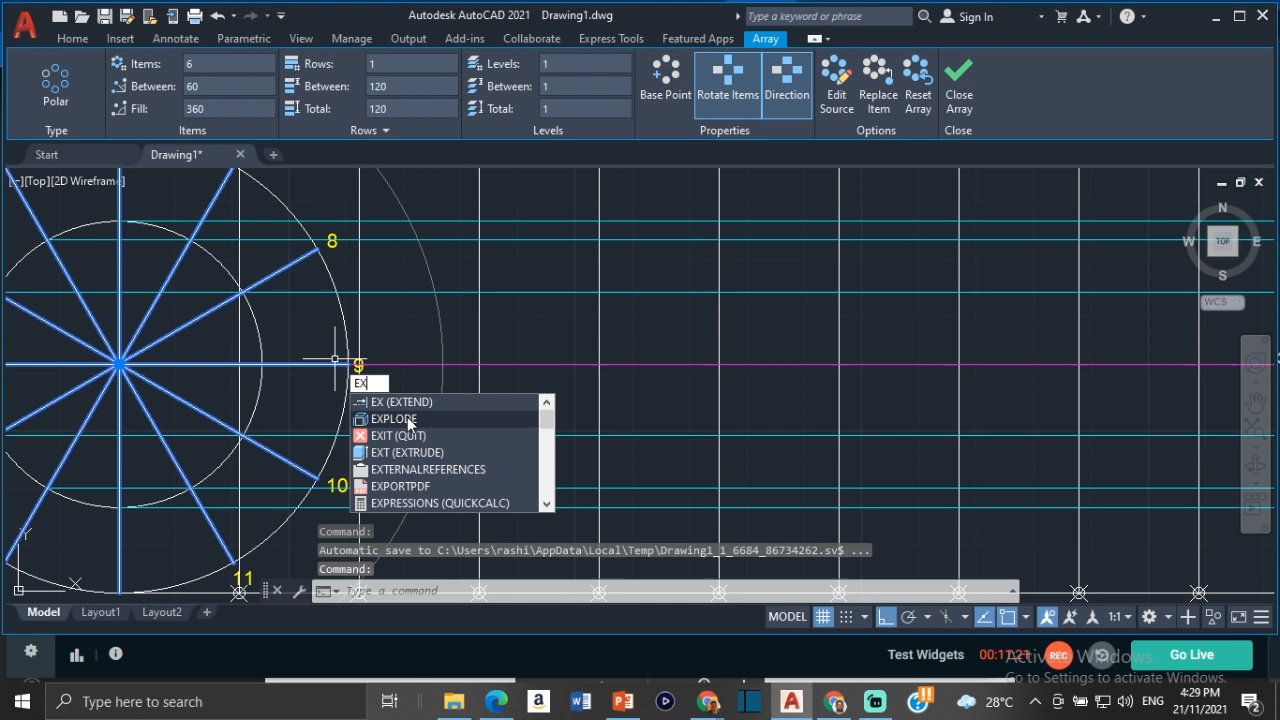 Autodesk AutoCAD 2021 Drawing1.dwg
Type a keyword or phrase
Sign In
Home Insert Annotate Parametric View Manage Output Add-ins Collaborate Express Tools Featured Apps Array
Items: 6 Rows: 1 Levels: 1
Between: 60 Between: 120 Between: 1
Fill: 360 Total: 120 Total: 1
Polar
Base Point Rotate Items Direction Edit Source Replace Item Reset Array Close Array
Type Items Rows Levels Properties Options Close
Start Drawing1*
[−][Top][2D Wireframe]
N
W TOP E
S
WCS
8
9
EX
EX (EXTEND)
EXPLODE
EXIT (QUIT)
EXT (EXTRUDE)
EXTERNALREFERENCES
EXPORTPDF
EXPRESSIONS (QUICKCALC)
10
11
Y
X
Command:
Automatic save to C:\Users\rashi\AppData\Local\Temp\Drawing1_1_6684_86734262.sv$ ...
Command:
Type a command
Model Layout1 Layout2
MODEL 1:1
Test Widgets REC Go Live
Activate Windows
Go to Settings to activate Windows.
Type here to search
28°C ENG 4:29 PM
21/11/2021
2